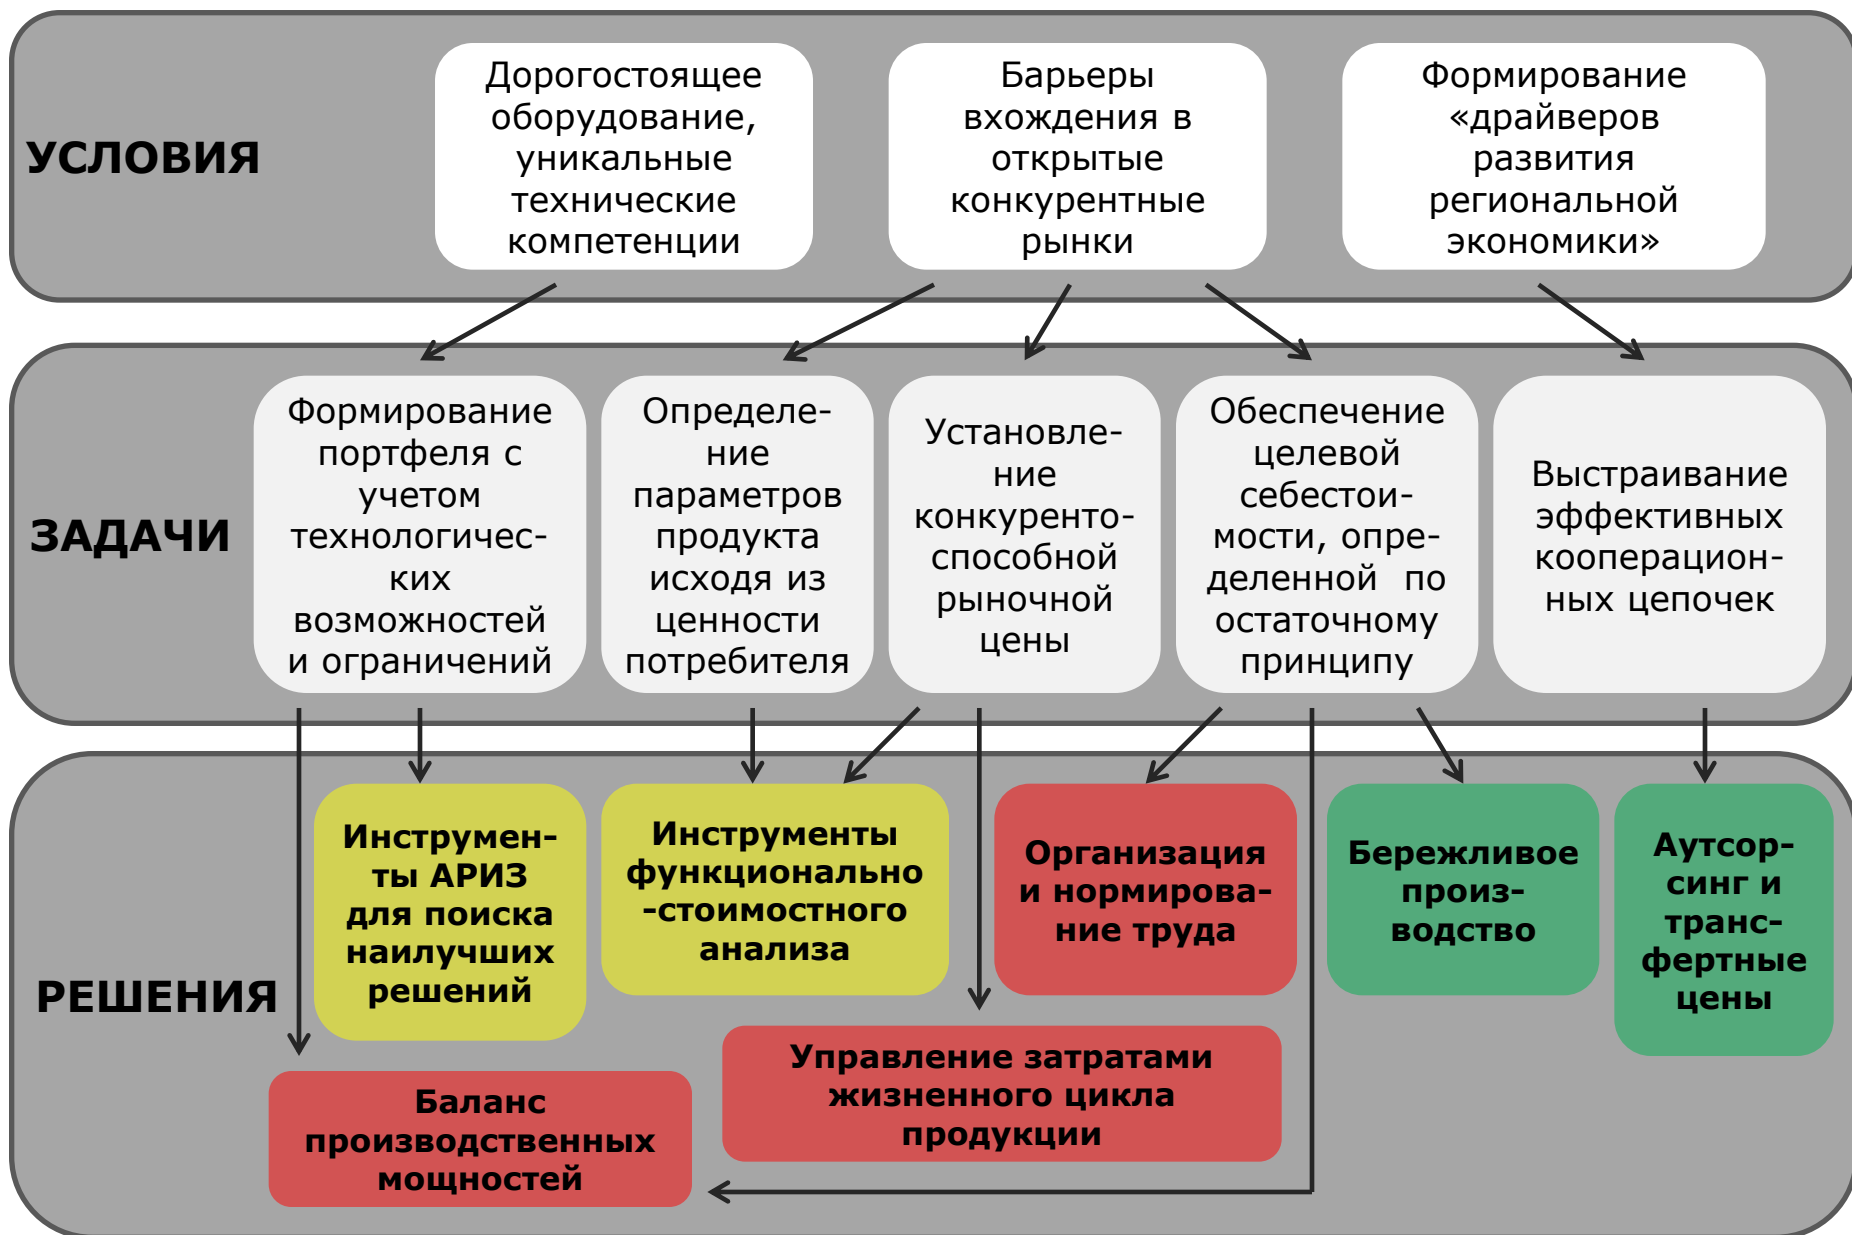 УСЛОВИЯ
Дорогостоящее
оборудование,
уникальные
технические
компетенции
Барьеры
вхождения в
открытые
конкурентные
рынки
Формирование
«драйверов
развития
региональной
экономики»
ЗАДАЧИ
Формирование
портфеля с
учетом
технологичес-
ких
возможностей
и ограничений
Определе-
ние
параметров
продукта
исходя из
ценности
потребителя
Установле-
ние
конкуренто-
способной
рыночной
цены
Обеспечение
целевой
себестои-
мости, опре-
деленной  по
остаточному
принципу
Выстраивание
эффективных
кооперацион-
ных цепочек
РЕШЕНИЯ
Инструмен-
ты АРИЗ
для поиска
наилучших
решений
Инструменты
функционально
-стоимостного
анализа
Организация
и нормирова-
ние труда
Бережливое
произ-
водство
Аутсор-
синг и
транс-
фертные
цены
Баланс
производственных
мощностей
Управление затратами
жизненного цикла
продукции